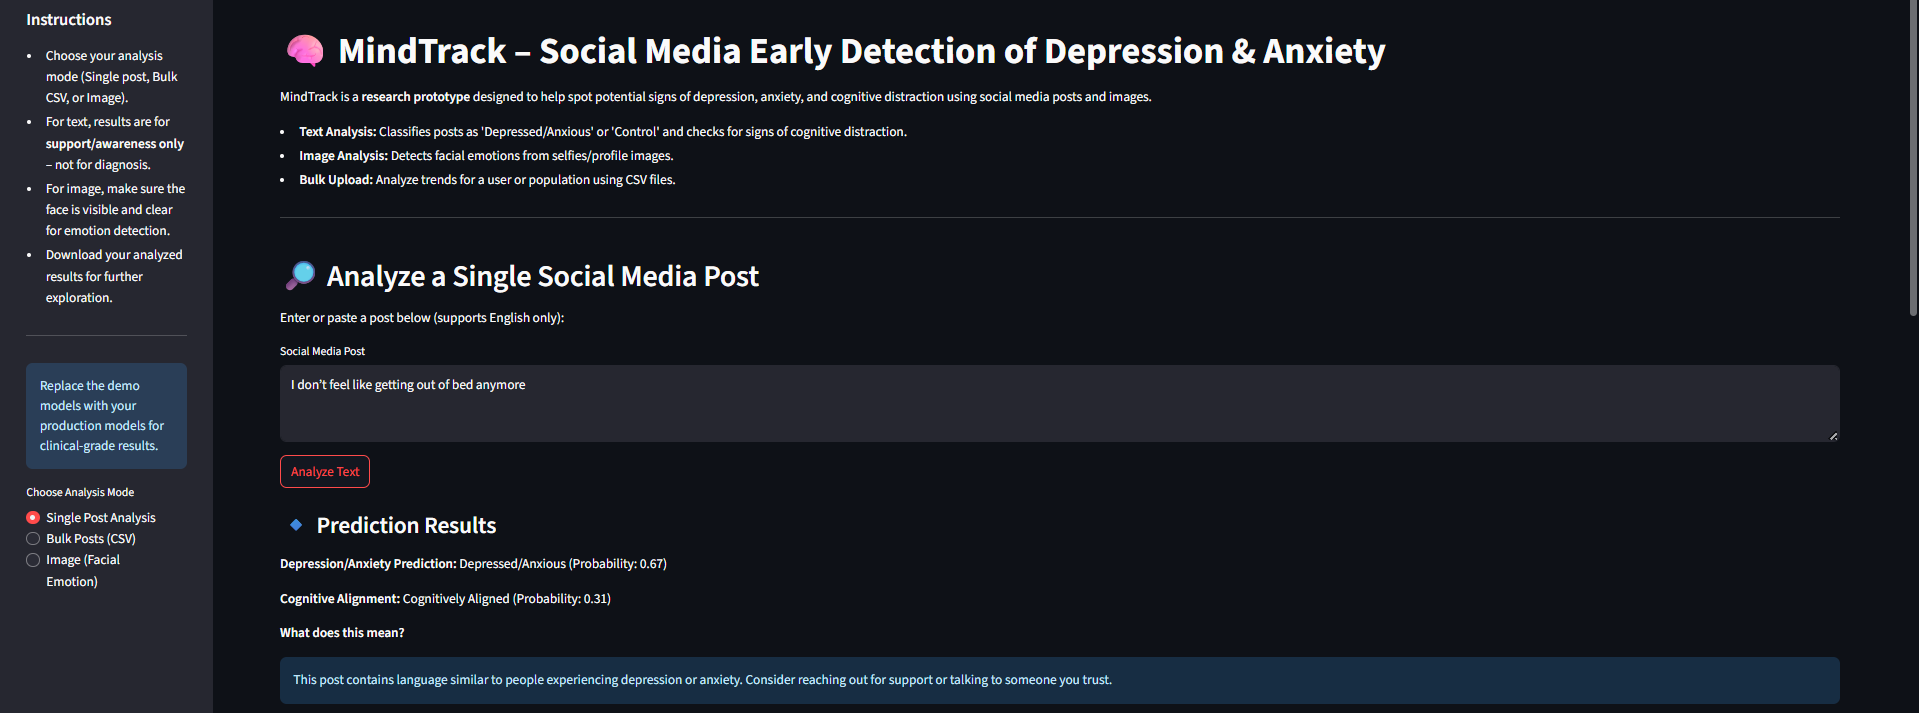 Instructions
Choose your analysis
mode (Single post, Bulk
CSV, or Image).
For text, results are for
support/awareness only
– not for diagnosis.
For image, make sure the
face is visible and clear
for emotion detection.
Download your analyzed
results for further
exploration.
Replace the demo
models with your
production models for
clinical-grade results.
Choose Analysis Mode
Single Post Analysis
Bulk Posts (CSV)
Image (Facial
Emotion)
MindTrack – Social Media Early Detection of Depression & Anxiety
MindTrack is a research prototype designed to help spot potential signs of depression, anxiety, and cognitive distraction using social media posts and images.
Text Analysis: Classifies posts as 'Depressed/Anxious' or 'Control' and checks for signs of cognitive distraction.
Image Analysis: Detects facial emotions from selfies/profile images.
Bulk Upload: Analyze trends for a user or population using CSV files.
Analyze a Single Social Media Post
Enter or paste a post below (supports English only):
Social Media Post
I don’t feel like getting out of bed anymore
Analyze Text
Prediction Results
Depression/Anxiety Prediction: Depressed/Anxious (Probability: 0.67)
Cognitive Alignment: Cognitively Aligned (Probability: 0.31)
What does this mean?
This post contains language similar to people experiencing depression or anxiety. Consider reaching out for support or talking to someone you trust.